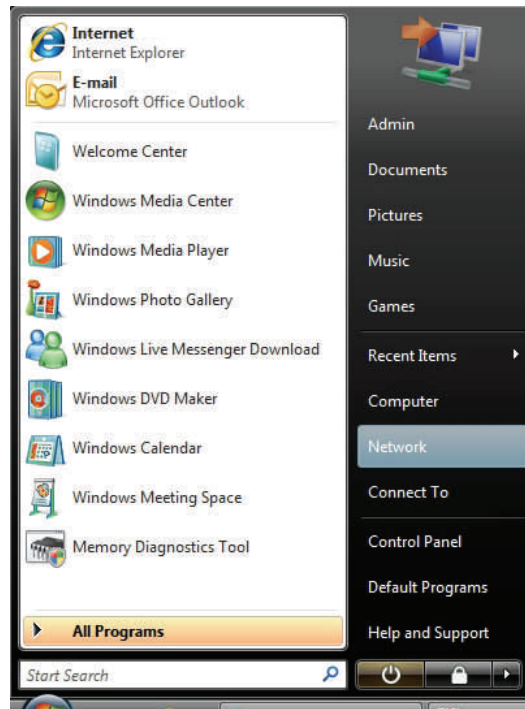 Internet
Internet Explorer
E-mail
Microsoft Office Outlook
Welcome Center
Windows Media Center
Windows Media Player
Windows Photo Gallery
Windows Live Messenger Download
Windows DVD Maker
Windows Calendar
Windows Meeting Space
Memory Diagnostics Tool
All Programs
Start Search
Admin
Documents
Pictures
Music
Games
Recent Items
Computer
Network
Connect To
Control Panel
Default Programs
Help and Support